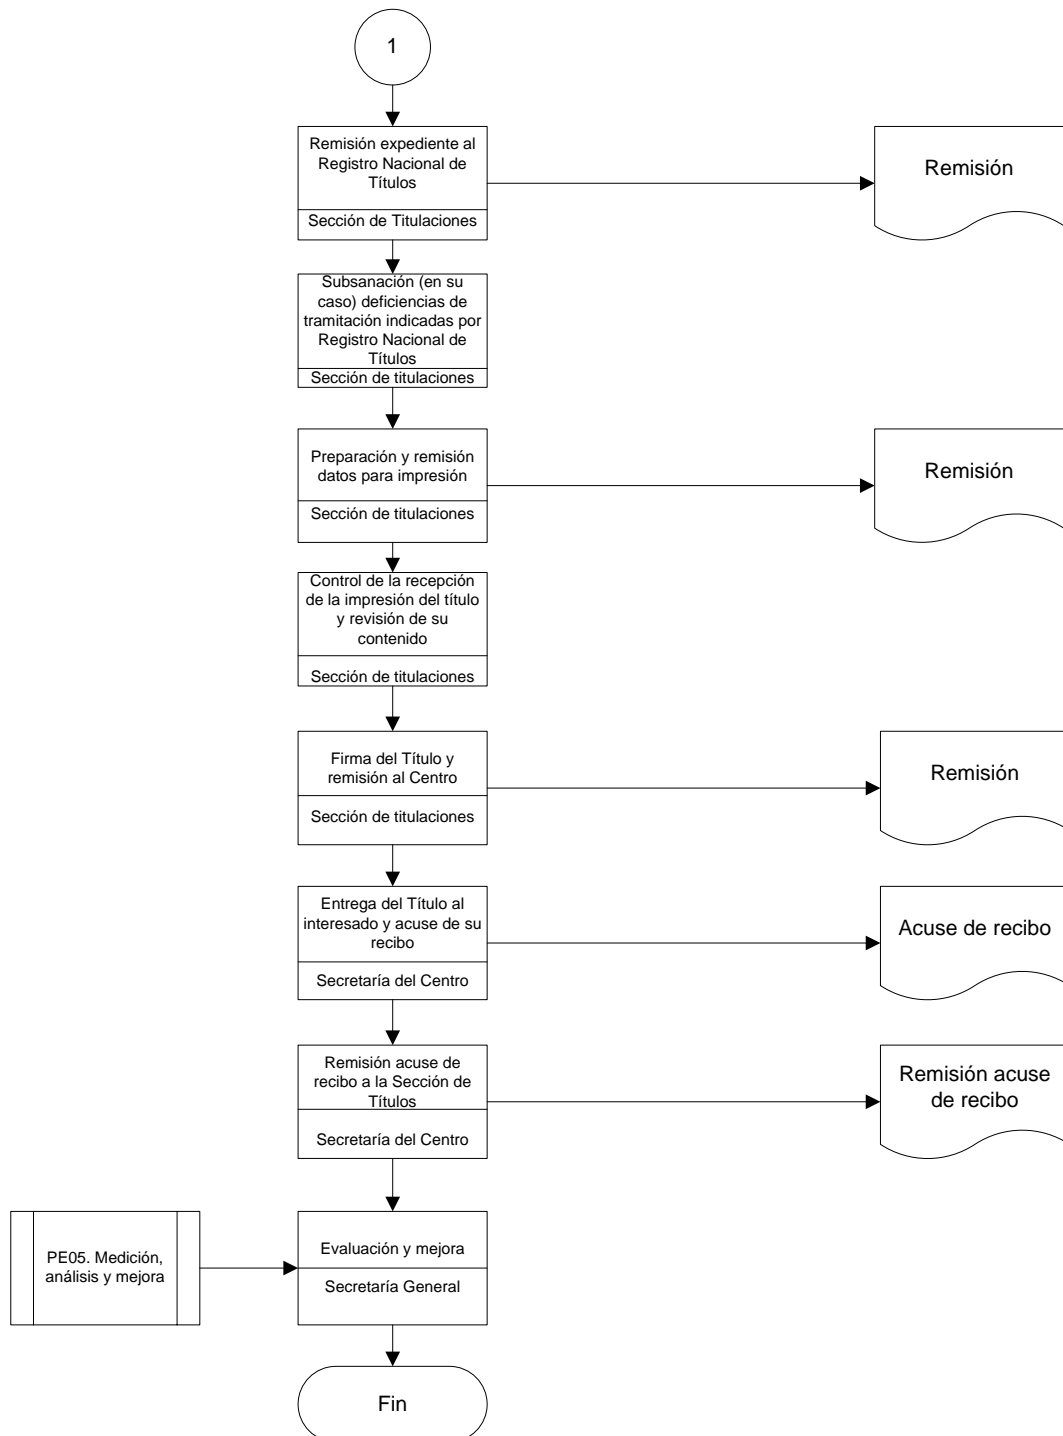 1
Remisión expediente al
Registro Nacional de
Títulos
Sección de Titulaciones
Remisión
Subsanación (en su
caso) deficiencias de
tramitación indicadas por
Registro Nacional de
Títulos
Sección de titulaciones
Preparación y remisión
datos para impresión
Sección de titulaciones
Remisión
Control de la recepción
de la impresión del título
y revisión de su
contenido
Sección de titulaciones
Firma del Título y
remisión al Centro
Sección de titulaciones
Remisión
Entrega del Título al
interesado y acuse de su
recibo
Secretaría del Centro
Acuse de recibo
Remisión acuse de
recibo a la Sección de
Títulos
Secretaría del Centro
Remisión acuse
de recibo
PE05. Medición,
análisis y mejora
Evaluación y mejora
Secretaría General
Fin